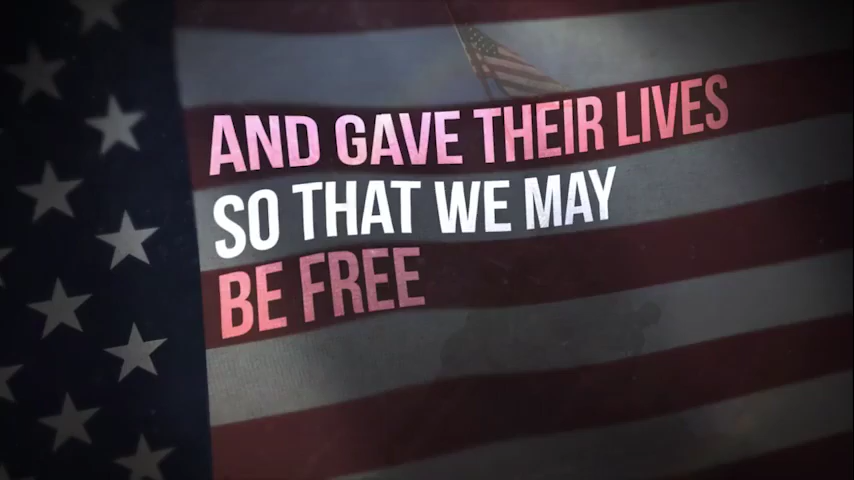 AND GAVE THEIR LIVES
SO THAT WE MAY
BE FREE